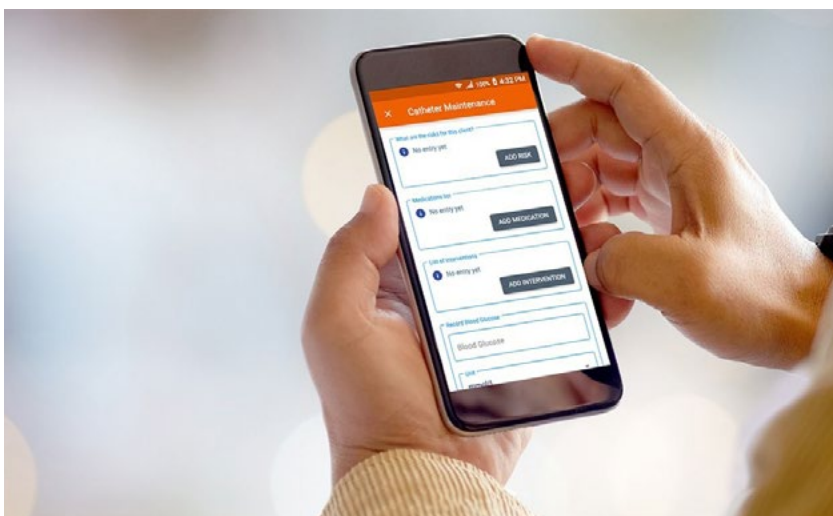 100% 4:32 PM
× Catheter Maintenance
What are the risks for this client?
No entry yet
ADD RISK
Medications list
No entry yet
ADD MEDICATION
List of Interventions
No entry yet
ADD INTERVENTION
Record Blood Glucose
Blood Glucose
Unit